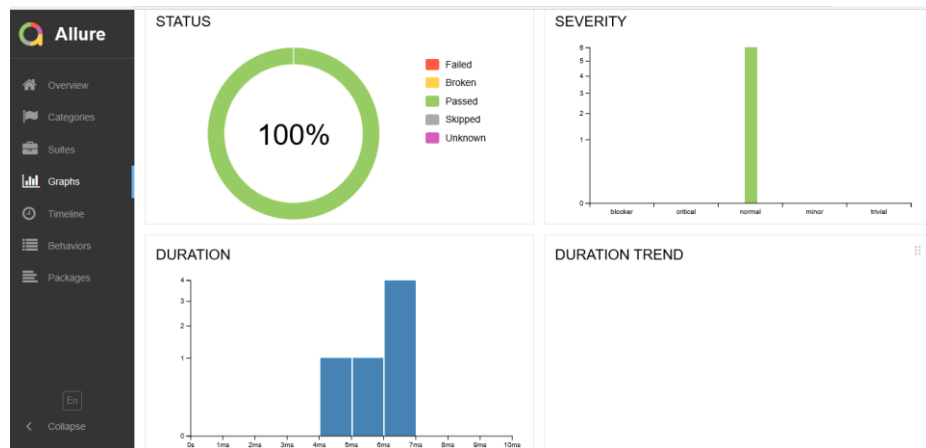 Allure
Overview
Categories
Suites
Graphs
Timeline
Behaviors
Packages
En
Collapse
STATUS
100%
Failed
Broken
Passed
Skipped
Unknown
SEVERITY
6
5
4
3
2
1
0
blocker critical normal minor trivial
DURATION
4
3
2
1
0
0s 1ms 2ms 3ms 4ms 5ms 6ms 7ms 8ms 9ms 10ms
DURATION TREND